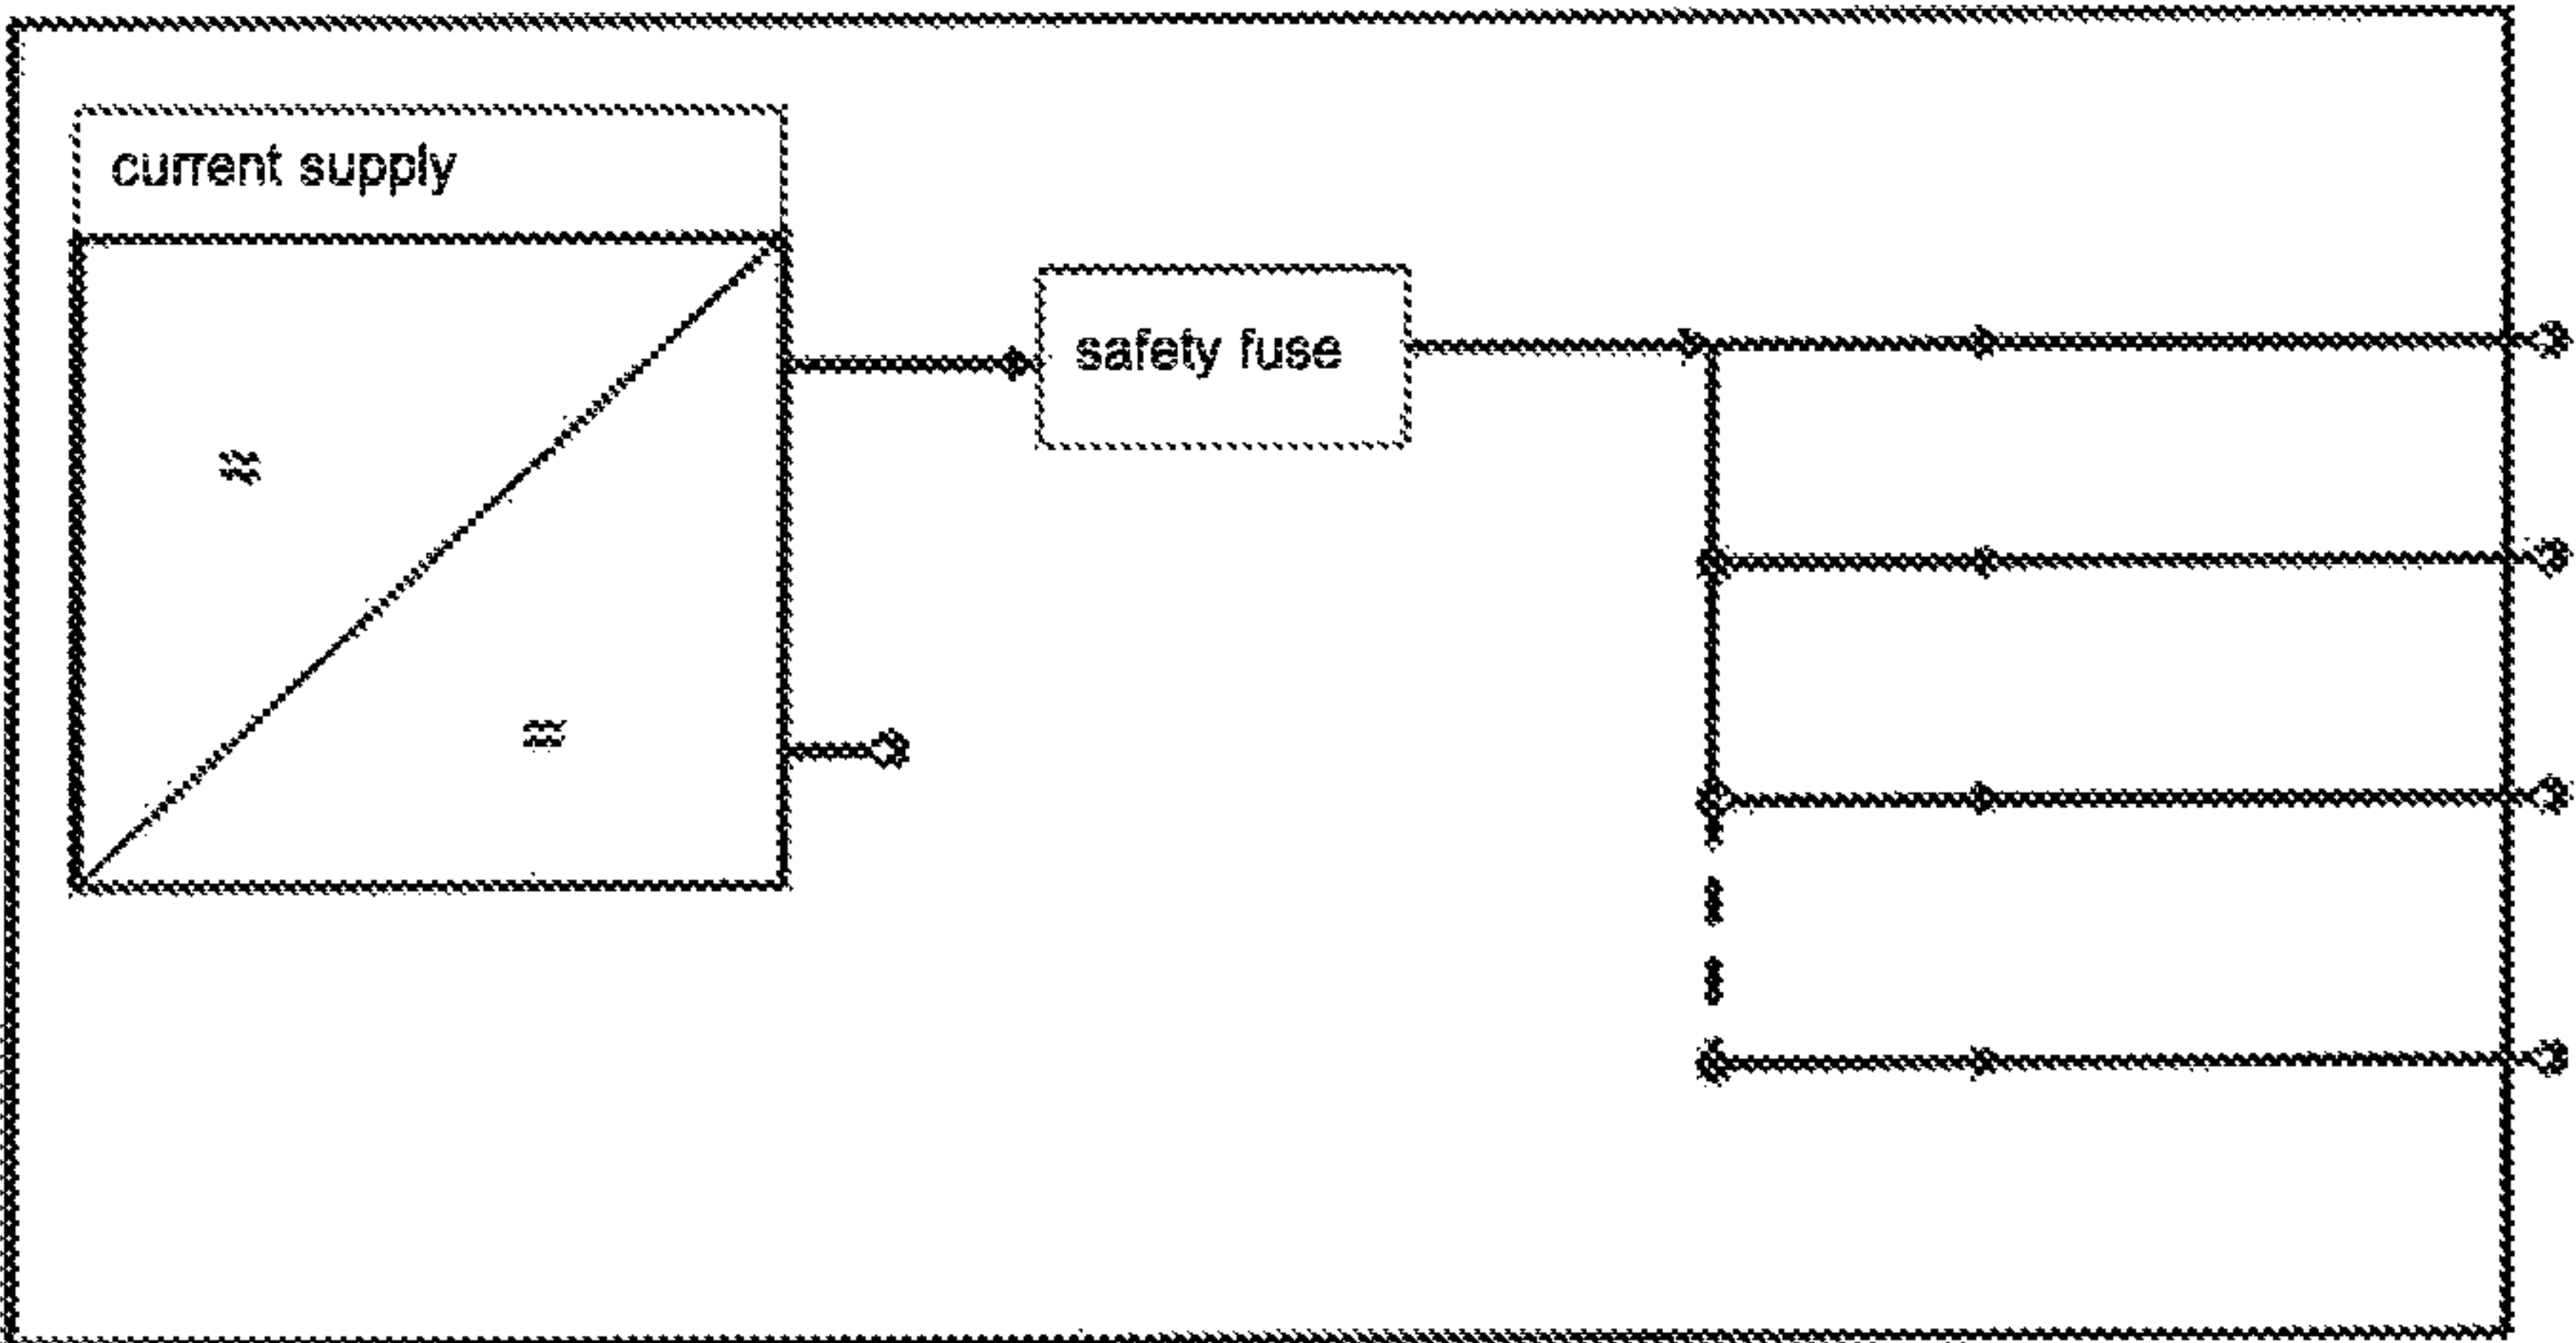 current supply
safety fuse
≈
≈